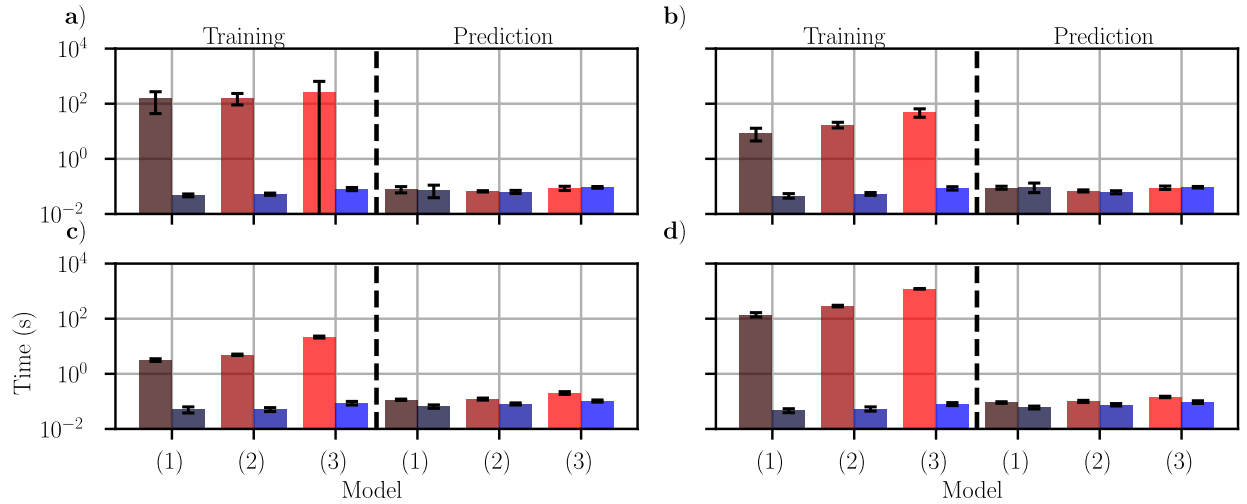 a)
b)
Training
Prediction
Training
Prediction
10^4
10^2
10^0
10^−2
c)
d)
10^4
10^2
10^0
10^−2
Time (s)
(1) (2) (3) (1) (2) (3)
(1) (2) (3) (1) (2) (3)
Model
Model